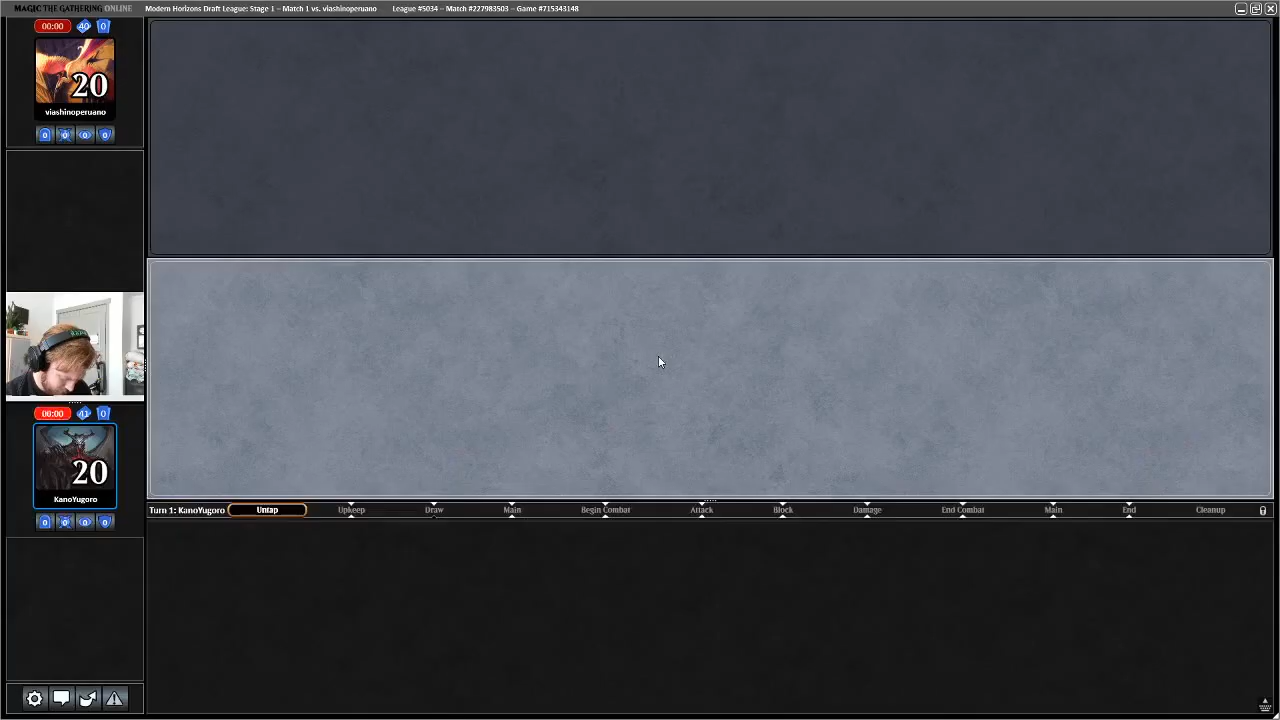 MAGIC THE GATHERING ONLINE Modern Horizons Draft League: Stage 1 – Match 1 vs. viashinoperuano League #5034 – Match #227983503 – Game #715343148
00:00 40 0
20
viashinoperuano
0 0 0 0
00:00 41 0
20
KanoYugoro
0 0 0 0
Turn 1: KanoYugoro Untap Upkeep Draw Main Begin Combat Attack Block Damage End Combat Main End Cleanup